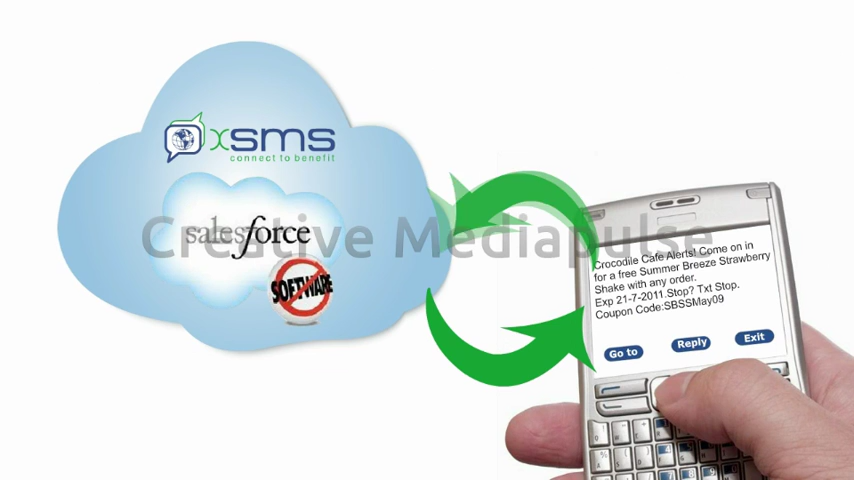 xsms
connect to benefit
salesforce
SOFTWARE
Creative Mediapulse
Crocodile Cafe Alerts! Come on in
for a free Summer Breeze Strawberry
Shake with any order.
Exp 21-7-2011.Stop? Txt Stop.
Coupon Code:SBSSMay09
Go to
Reply
Exit